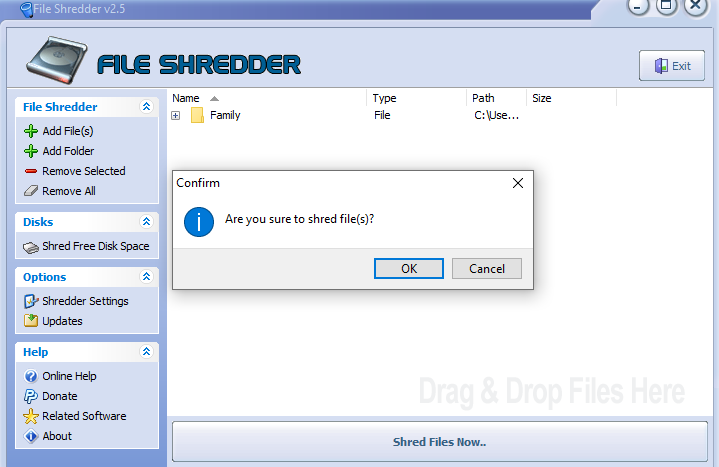 File Shredder v2.5
FILE SHREDDER
Exit
File Shredder
Add File(s)
Add Folder
Remove Selected
Remove All
Disks
Shred Free Disk Space
Options
Shredder Settings
Updates
Help
Online Help
Donate
Related Software
About
Name Type Path Size
Family File C:\Use...
Confirm
Are you sure to shred file(s)?
OK Cancel
Drag & Drop Files Here
Shred Files Now..